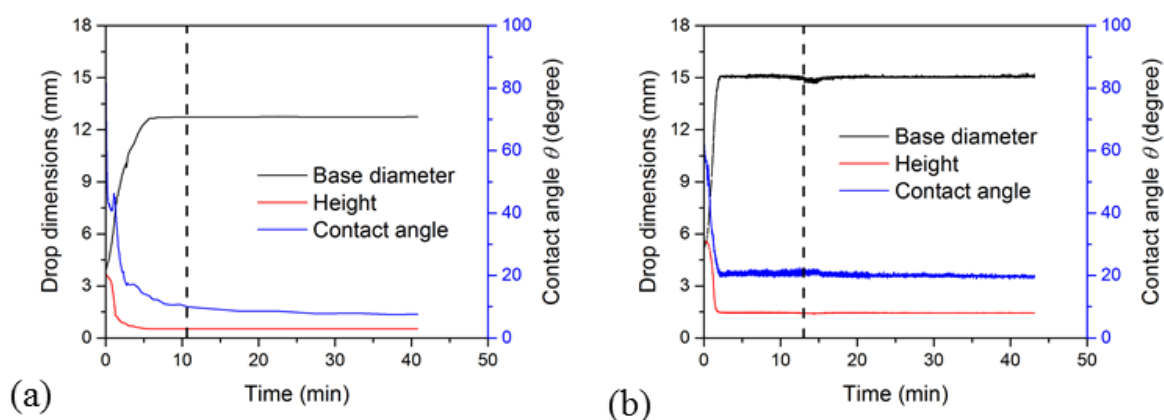 18
15
12
9
6
3
0
Drop dimensions (mm)
100
80
60
40
20
0
Contact angle θ (degree)
Base diameter
Height
Contact angle
0 10 20 30 40 50
Time (min)
(a)
18
15
12
9
6
3
0
Drop dimensions (mm)
100
80
60
40
20
0
Contact angle θ (degree)
Base diameter
Height
Contact angle
0 10 20 30 40 50
Time (min)
(b)